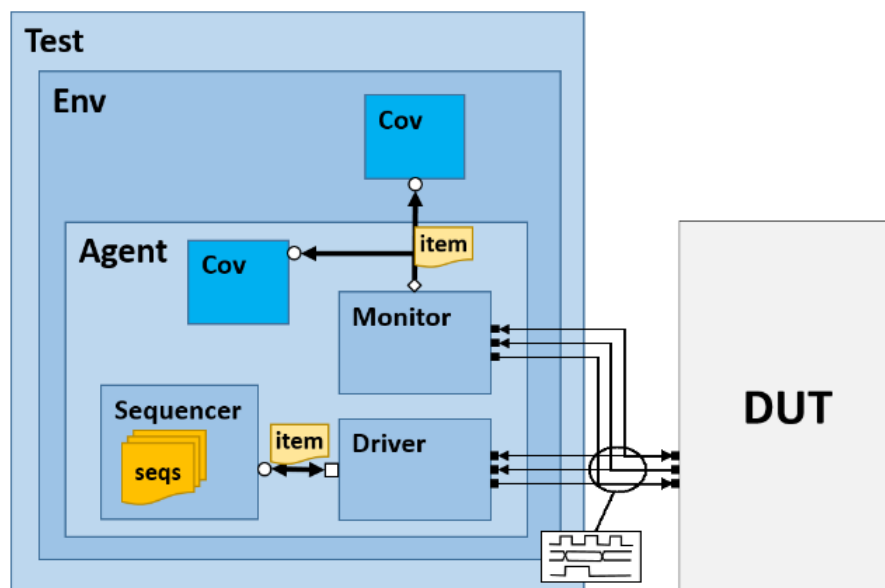 Test
Env
Cov
Agent
item
Cov
Monitor
Sequencer
seqs
item
Driver
DUT